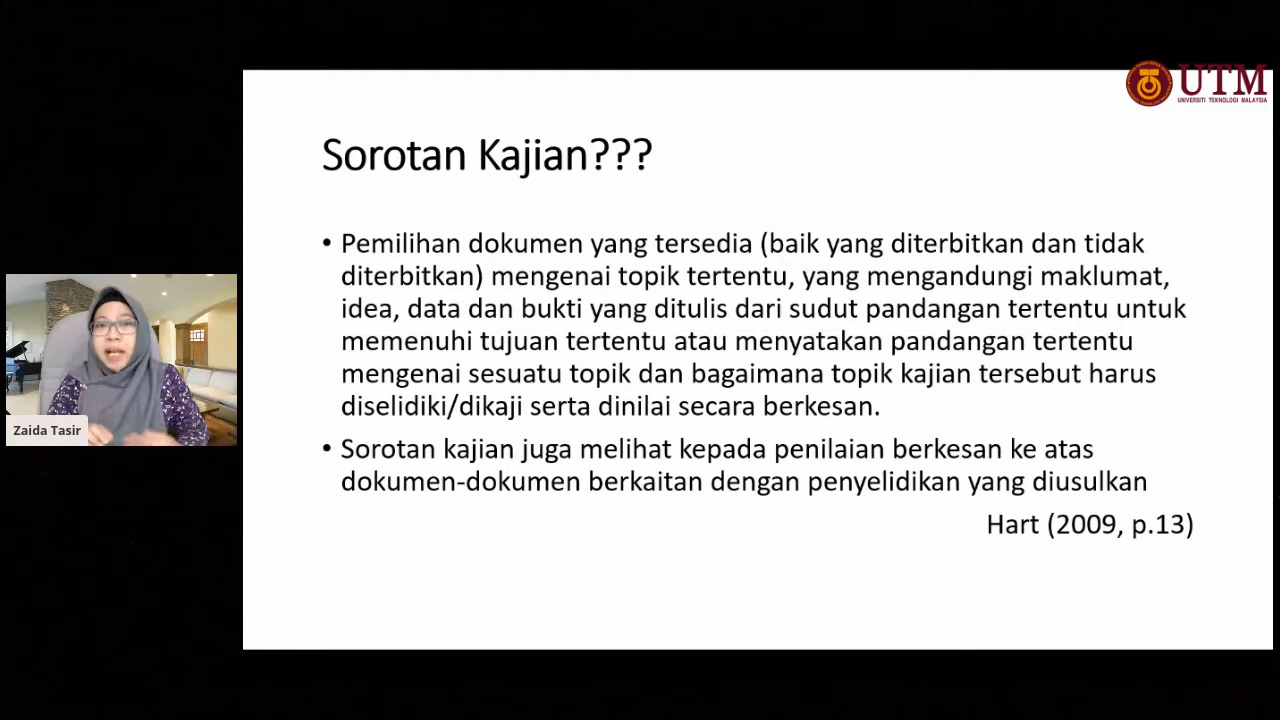 UTM
UNIVERSITI TEKNOLOGI MALAYSIA
Sorotan Kajian???
• Pemilihan dokumen yang tersedia (baik yang diterbitkan dan tidak
diterbitkan) mengenai topik tertentu, yang mengandungi maklumat,
idea, data dan bukti yang ditulis dari sudut pandangan tertentu untuk
memenuhi tujuan tertentu atau menyatakan pandangan tertentu
mengenai sesuatu topik dan bagaimana topik kajian tersebut harus
diselidiki/dikaji serta dinilai secara berkesan.
• Sorotan kajian juga melihat kepada penilaian berkesan ke atas
dokumen-dokumen berkaitan dengan penyelidikan yang diusulkan
Hart (2009, p.13)
Zaida Tasir